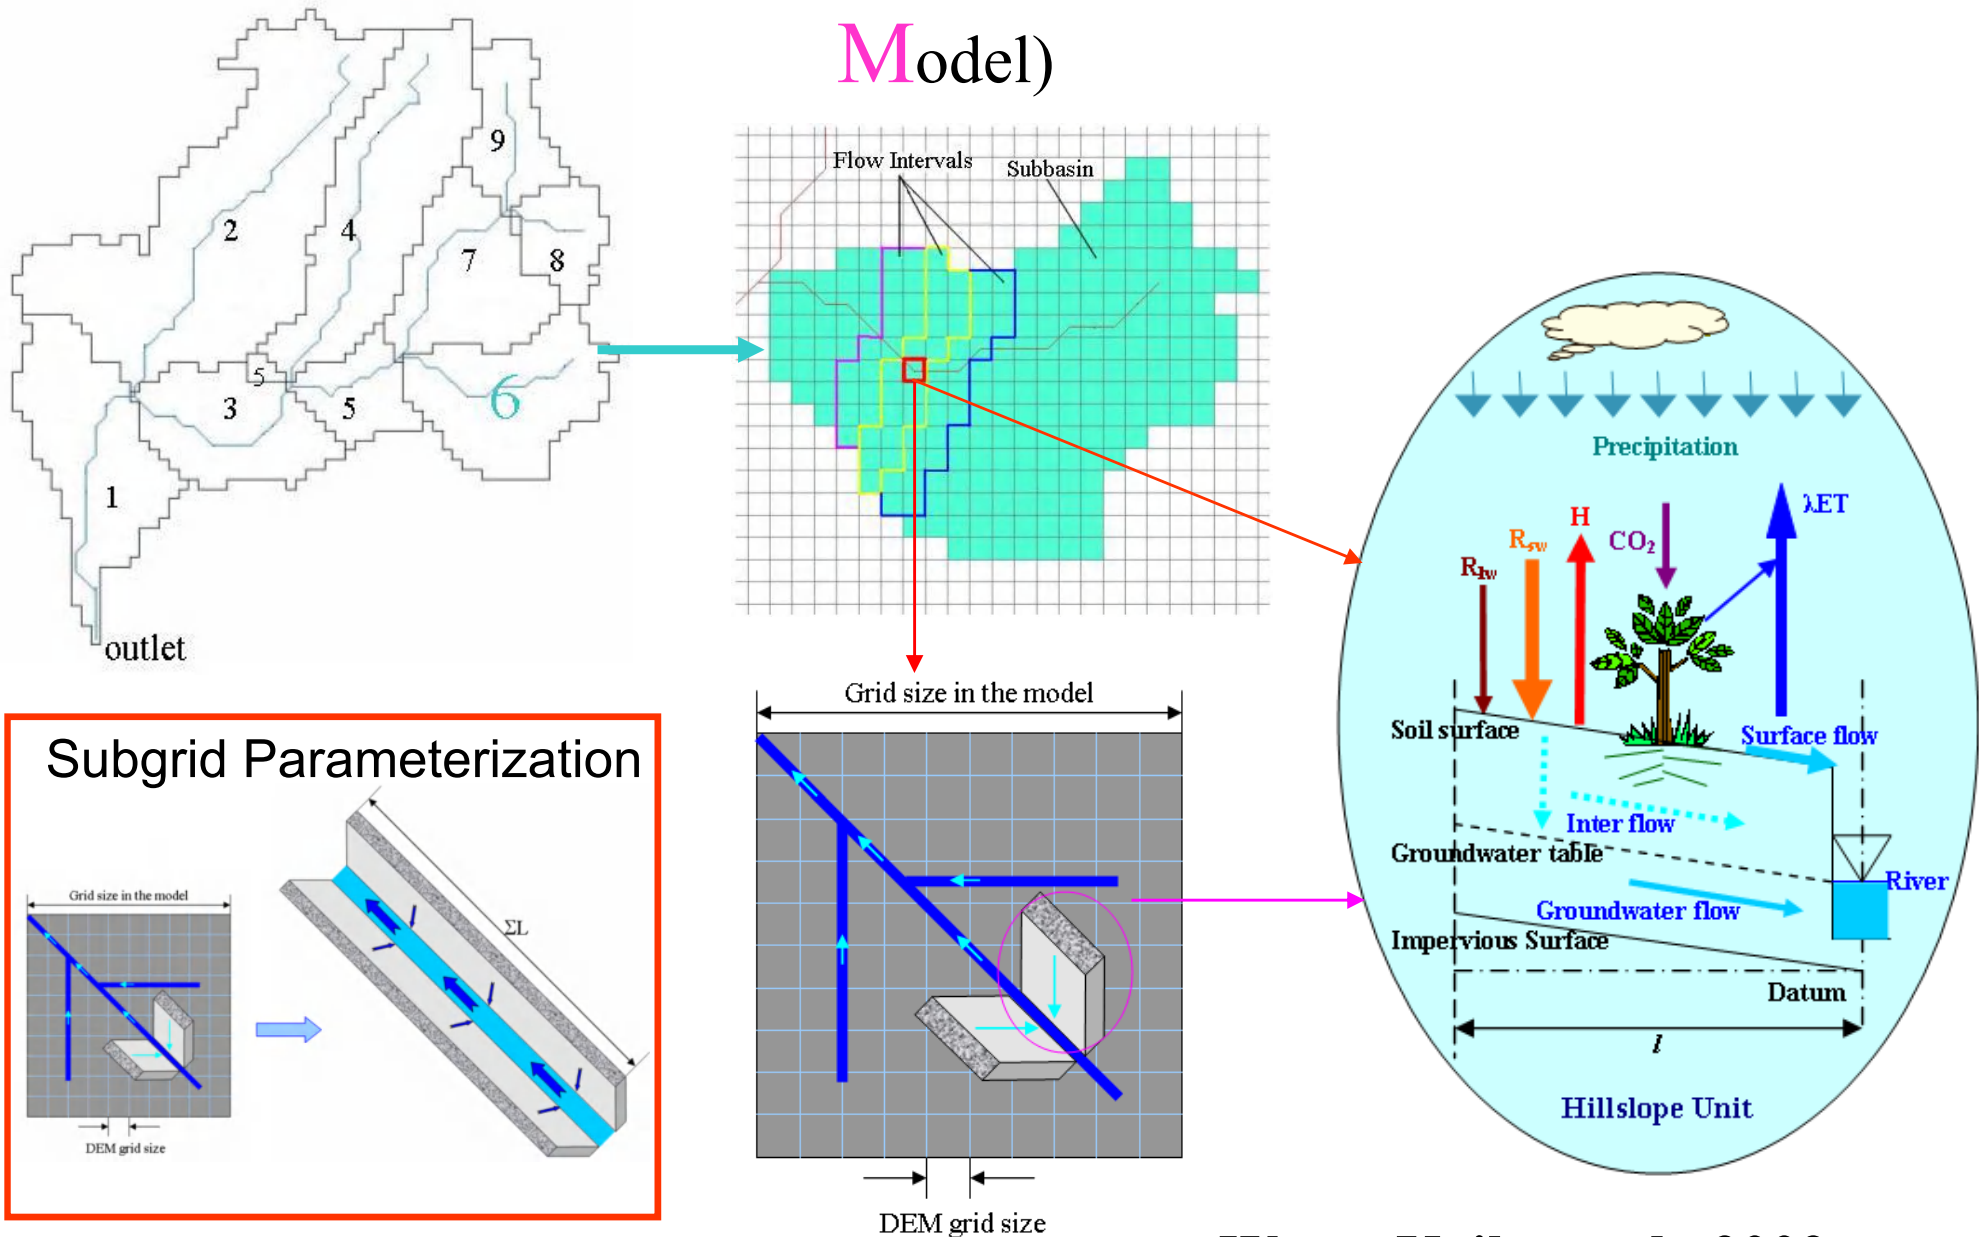 Model)
9
2
4
7
8
5
3
5
6
1
outlet
Flow Intervals
Subbasin
Precipitation
λET
H
CO₂
Rsw
Rlw
Soil surface
Surface flow
Inter flow
Groundwater table
River
Groundwater flow
Impervious Surface
Datum
l
Hillslope Unit
Grid size in the model
DEM grid size
Subgrid Parameterization
Grid size in the model
ΣL
DEM grid size